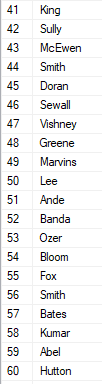 41 King
42 Sully
43 McEwen
44 Smith
45 Doran
46 Sewall
47 Vishney
48 Greene
49 Marvins
50 Lee
51 Ande
52 Banda
53 Ozer
54 Bloom
55 Fox
56 Smith
57 Bates
58 Kumar
59 Abel
60 Hutton